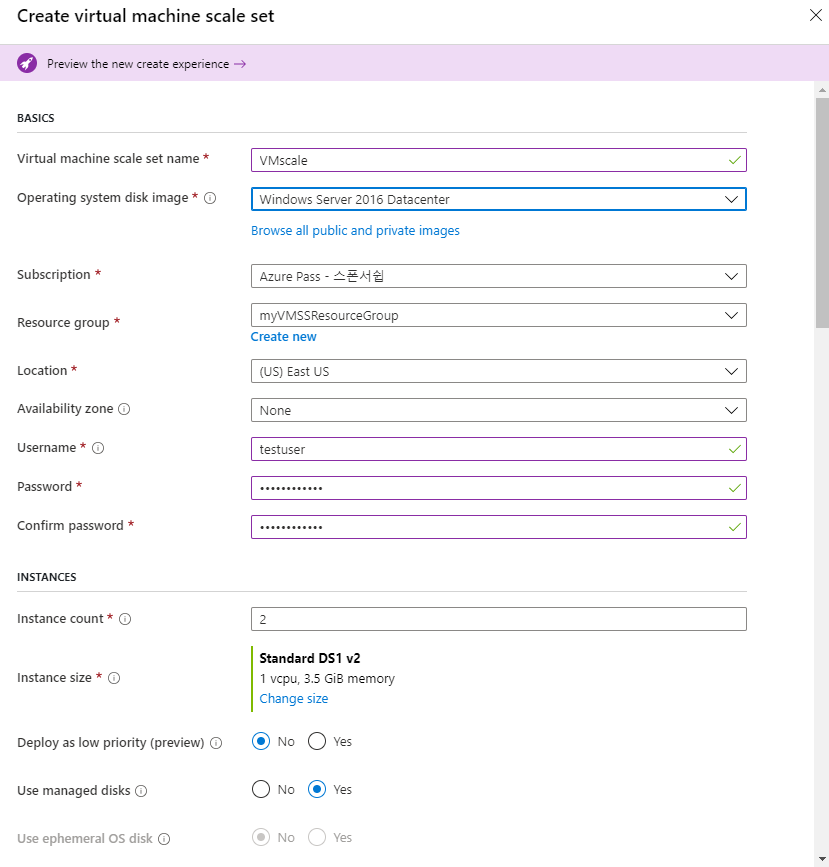 Create virtual machine scale set
Preview the new create experience →
BASICS
Virtual machine scale set name *
VMscale
Operating system disk image *
Windows Server 2016 Datacenter
Browse all public and private images
Subscription *
Azure Pass - 스폰서쉽
Resource group *
myVMSSResourceGroup
Create new
Location *
(US) East US
Availability zone
None
Username *
testuser
Password *
••••••••••••
Confirm password *
••••••••••••
INSTANCES
Instance count *
2
Instance size *
Standard DS1 v2
1 vcpu, 3.5 GiB memory
Change size
Deploy as low priority (preview)
No Yes
Use managed disks
No Yes
Use ephemeral OS disk
No Yes